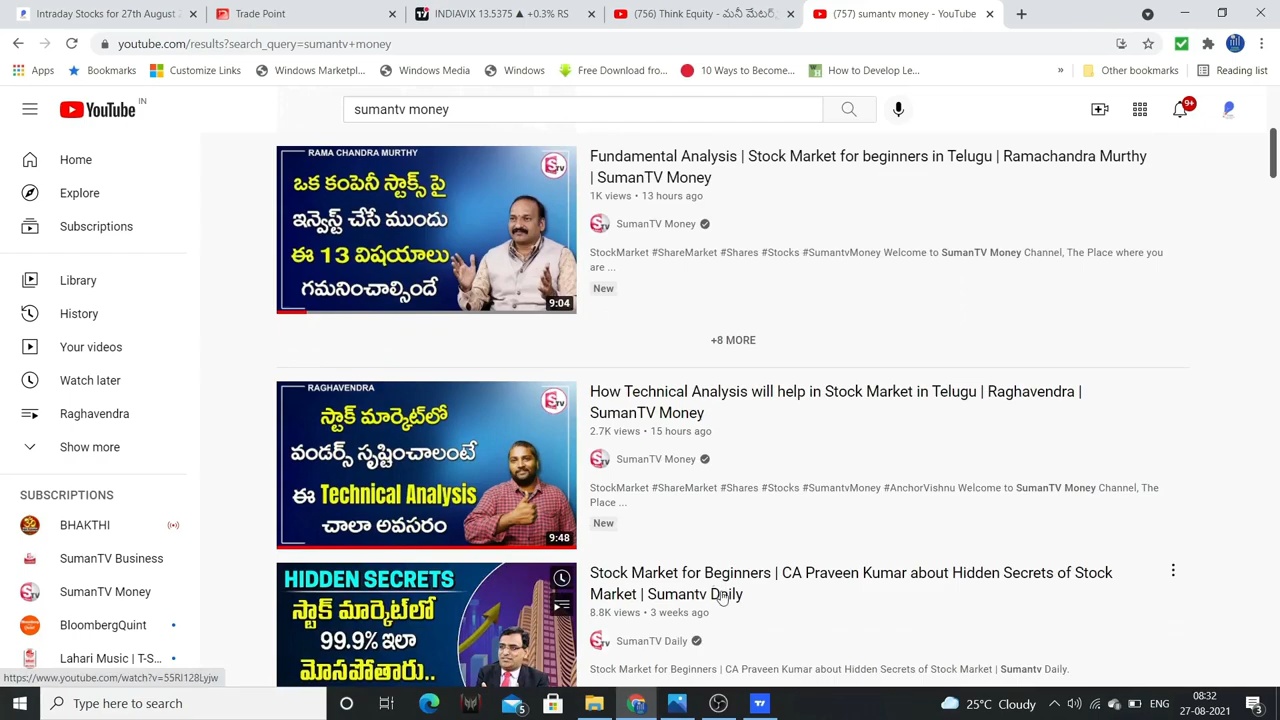 Intraday Stocks for 27th August 2
Trade Point
INDIAVIX 13.5375 ▲ +0.3% RS
(756) Think Equity - మనీ మేటర్
(757) sumantv money - YouTube
youtube.com/results?search_query=sumantv+money
Apps
Bookmarks
Customize Links
Windows Marketpl...
Windows Media
Windows
Free Download fro...
10 Ways to Become...
How to Develop Le...
»
Other bookmarks
Reading list
YouTube IN
sumantv money
9+
Home
Explore
Subscriptions
Library
History
Your videos
Watch later
Raghavendra
Show more
SUBSCRIPTIONS
BHAKTHI
SumanTV Business
SumanTV Money
BloombergQuint
Lahari Music | T-S...
https://www.youtube.com/watch?v=55RI128Lyjw
RAMA CHANDRA MURTHY
ఒక కంపెనీ స్టాక్స్ పై
ఇన్వెస్ట్ చేసే ముందు
ఈ 13 విషయాలు
గమనించాల్సిందే
9:04
Fundamental Analysis | Stock Market for beginners in Telugu | Ramachandra Murthy
| SumanTV Money
1K views • 13 hours ago
SumanTV Money
StockMarket #ShareMarket #Shares #Stocks #SumantvMoney Welcome to SumanTV Money Channel, The Place where you
are ...
New
+8 MORE
RAGHAVENDRA
స్టాక్ మార్కెట్‌లో
వండర్స్ సృష్టించాలంటే
ఈ Technical Analysis
చాలా అవసరం
9:48
How Technical Analysis will help in Stock Market in Telugu | Raghavendra |
SumanTV Money
2.7K views • 15 hours ago
SumanTV Money
StockMarket #ShareMarket #Shares #Stocks #SumantvMoney #AnchorVishnu Welcome to SumanTV Money Channel, The
Place ...
New
HIDDEN SECRETS
స్టాక్ మార్కెట్‌లో
99.9% ఇలా
మోసపోతారు..
Stock Market for Beginners | CA Praveen Kumar about Hidden Secrets of Stock
Market | Sumantv Daily
8.8K views • 3 weeks ago
SumanTV Daily
Stock Market for Beginners | CA Praveen Kumar about Hidden Secrets of Stock Market | Sumantv Daily.
Type here to search
5
25°C Cloudy
ENG
08:32
27-08-2021
3